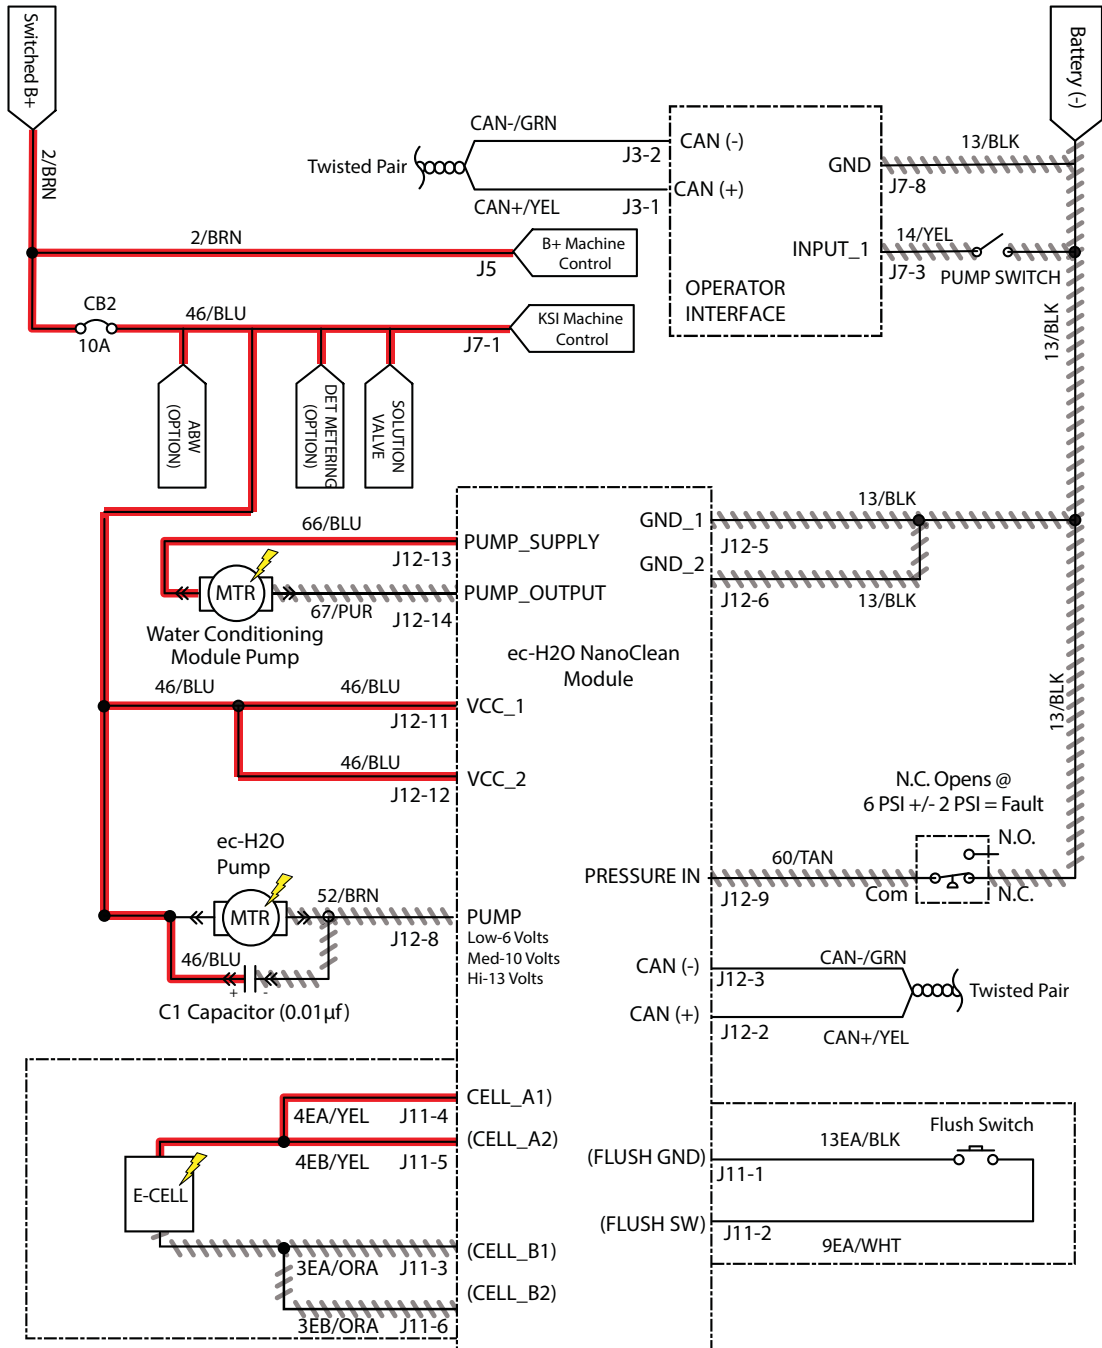 Switched B+
Battery (-)
2/BRN
CAN-/GRN
J3-2
CAN (-)
Twisted Pair
CAN (+)
CAN+/YEL
J3-1
GND
13/BLK
J7-8
INPUT_1
14/YEL
J7-3
PUMP SWITCH
OPERATOR
INTERFACE
2/BRN
J5
B+ Machine
Control
CB2
10A
46/BLU
J7-1
KSI Machine
Control
13/BLK
ABW
(OPTION)
DET METERING
(OPTION)
SOLUTION
VALVE
66/BLU
J12-13
PUMP_SUPPLY
GND_1
13/BLK
J12-5
GND_2
J12-6
13/BLK
MTR
67/PUR
J12-14
PUMP_OUTPUT
Water Conditioning
Module Pump
ec-H2O NanoClean
Module
46/BLU
46/BLU
J12-11
VCC_1
13/BLK
46/BLU
J12-12
VCC_2
N.C. Opens @
6 PSI +/- 2 PSI = Fault
N.O.
60/TAN
PRESSURE IN
J12-9
Com
N.C.
ec-H2O
Pump
MTR
52/BRN
J12-8
PUMP
Low-6 Volts
Med-10 Volts
Hi-13 Volts
46/BLU
+ -
C1 Capacitor (0.01µf)
CAN (-)
CAN-/GRN
J12-3
Twisted Pair
CAN (+)
J12-2
CAN+/YEL
CELL_A1)
4EA/YEL
J11-4
(CELL_A2)
4EB/YEL
J11-5
E-CELL
(CELL_B1)
3EA/ORA
J11-3
(CELL_B2)
3EB/ORA
J11-6
Flush Switch
13EA/BLK
(FLUSH GND)
J11-1
(FLUSH SW)
J11-2
9EA/WHT